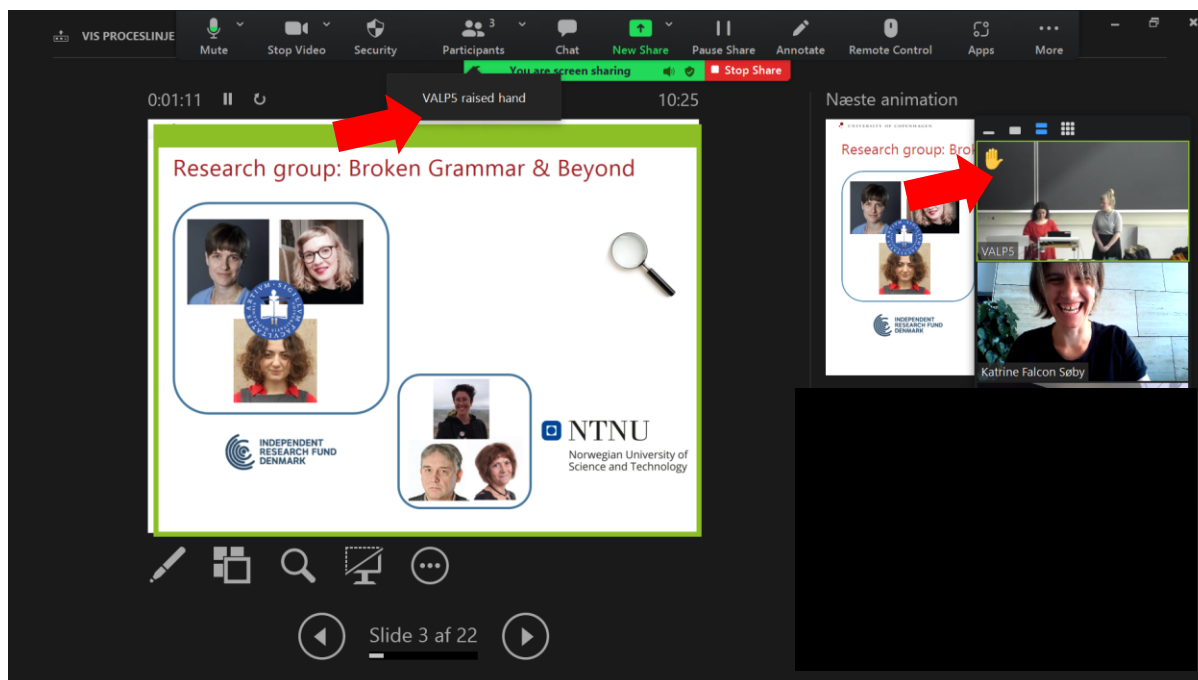 VIS PROCESLINJE
3
Mute Stop Video Security Participants Chat New Share Pause Share Annotate Remote Control Apps More
You are screen sharing Stop Share
VALP5 raised hand
0:01:11 10:25
Research group: Broken Grammar & Beyond
INDEPENDENT
RESEARCH FUND
DENMARK
NTNU
Norwegian University of
Science and Technology
Slide 3 af 22
Næste animation
UNIVERSITY OF COPENHAGEN
Research group: Bro
VALP5
INDEPENDENT
RESEARCH FUND
DENMARK
Katrine Falcon Søby